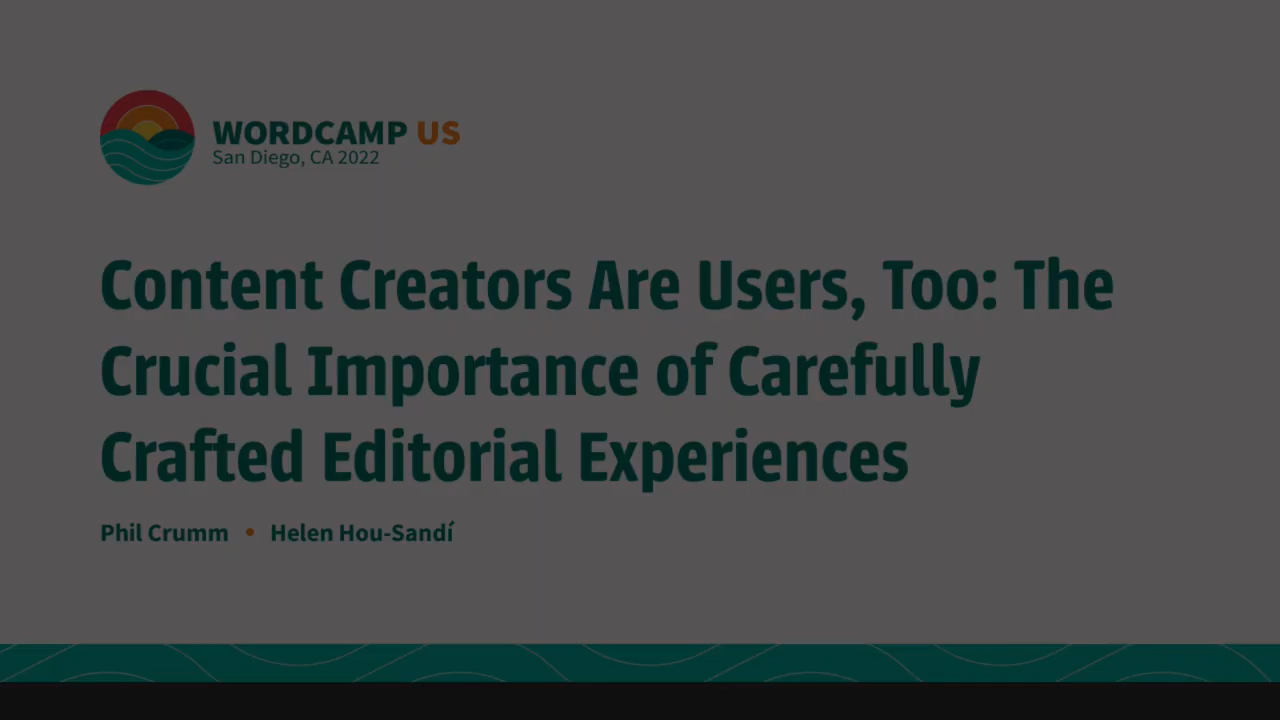 WORDCAMP US
San Diego, CA 2022
Content Creators Are Users, Too: The
Crucial Importance of Carefully
Crafted Editorial Experiences
Phil Crumm • Helen Hou-Sandí